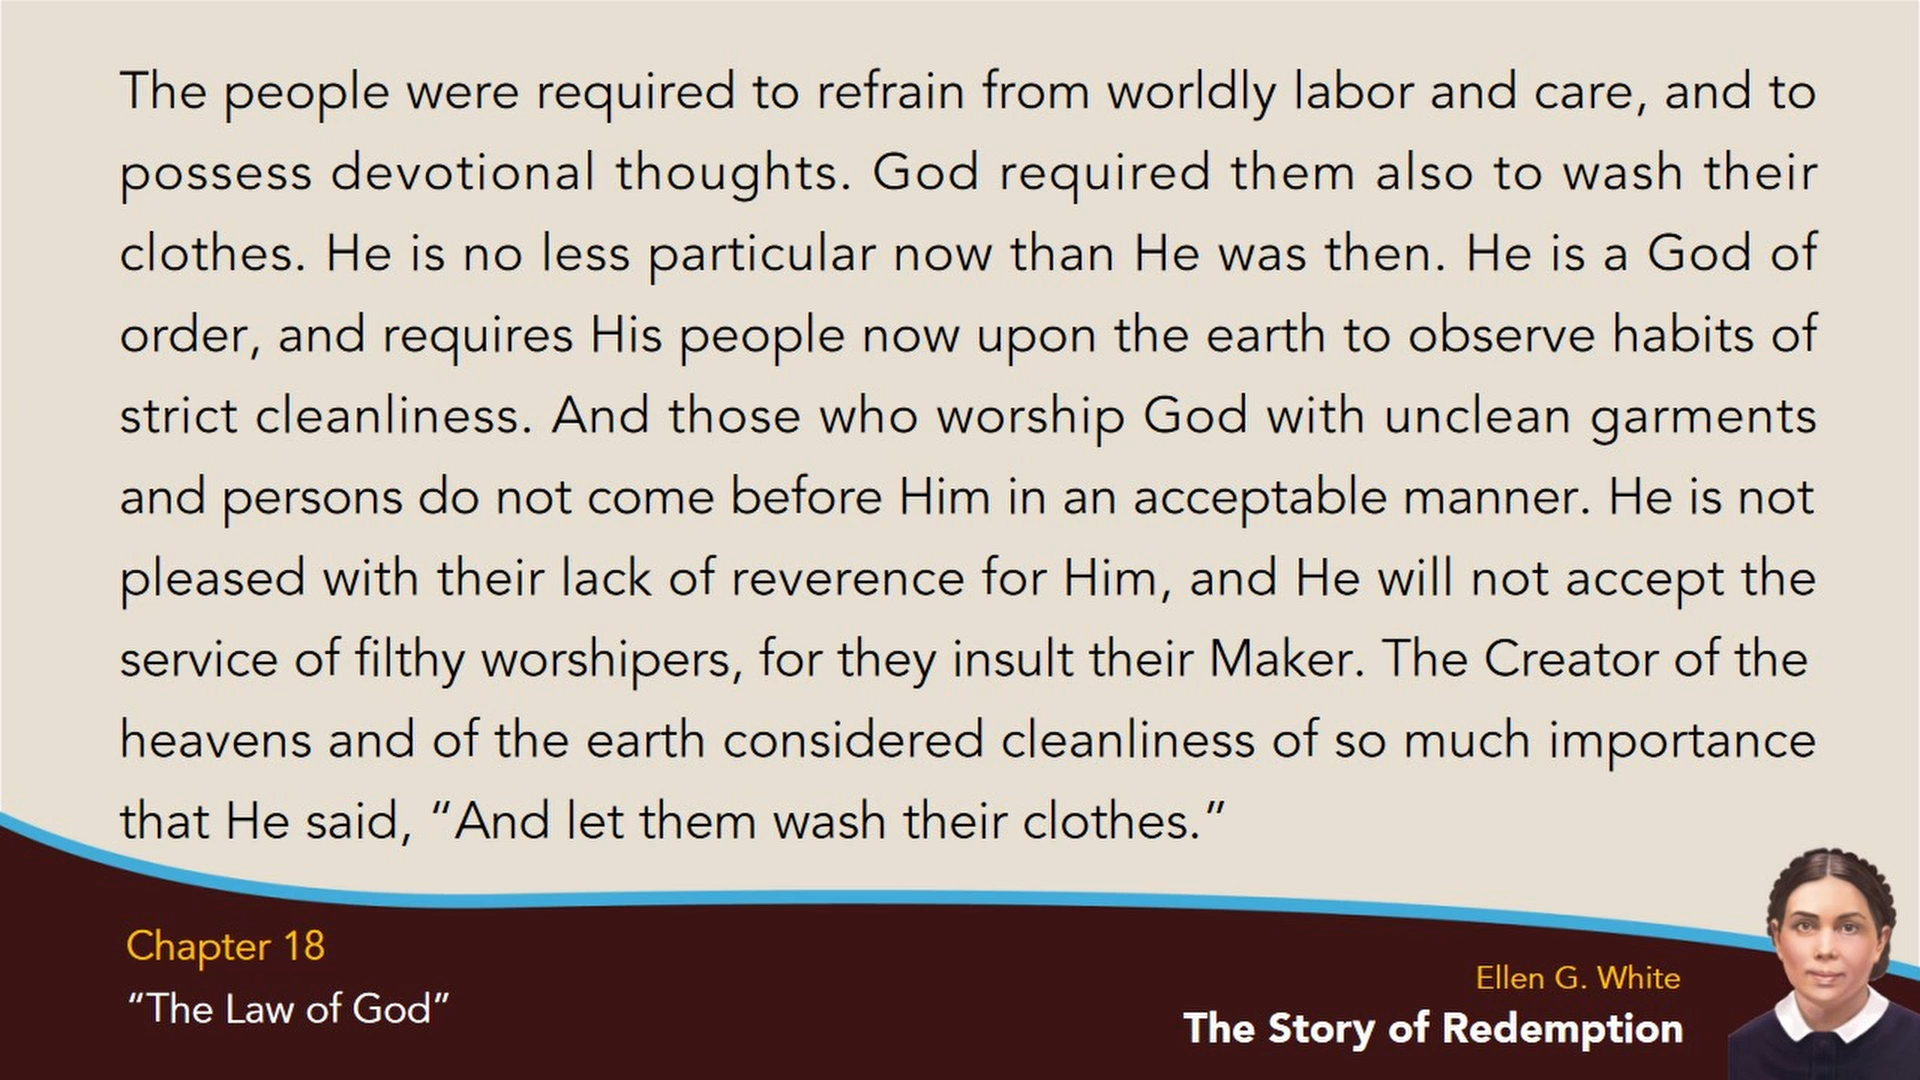 The people were required to refrain from worldly labor and care, and to
possess devotional thoughts. God required them also to wash their
clothes. He is no less particular now than He was then. He is a God of
order, and requires His people now upon the earth to observe habits of
strict cleanliness. And those who worship God with unclean garments
and persons do not come before Him in an acceptable manner. He is not
pleased with their lack of reverence for Him, and He will not accept the
service of filthy worshipers, for they insult their Maker. The Creator of the
heavens and of the earth considered cleanliness of so much importance
that He said, “And let them wash their clothes.”
Chapter 18
“The Law of God”
Ellen G. White
The Story of Redemption